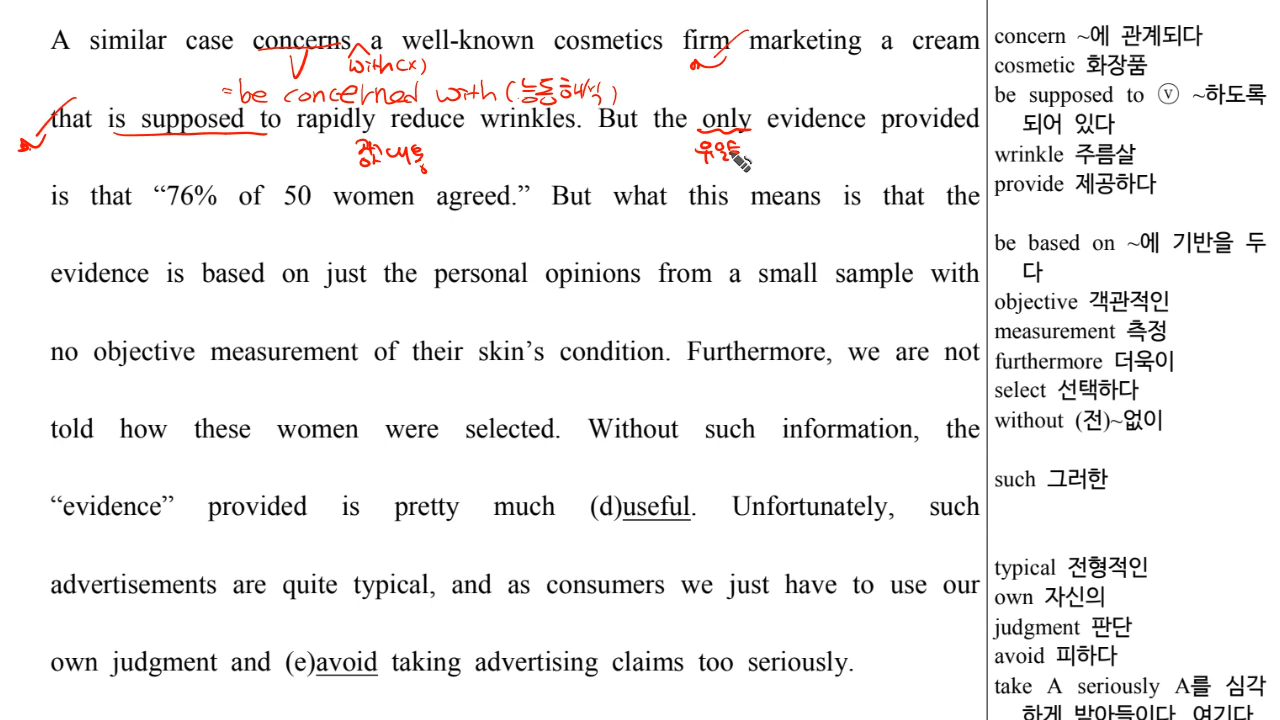 A similar case concerns a well-known cosmetics firm marketing a cream
with(x)
= be concerned with (능동해석)
that is supposed to rapidly reduce wrinkles. But the only evidence provided
is that “76% of 50 women agreed.” But what this means is that the
evidence is based on just the personal opinions from a small sample with
no objective measurement of their skin’s condition. Furthermore, we are not
told how these women were selected. Without such information, the
“evidence” provided is pretty much (d)useful. Unfortunately, such
advertisements are quite typical, and as consumers we just have to use our
own judgment and (e)avoid taking advertising claims too seriously.
concern ~에 관계되다
cosmetic 화장품
be supposed to ⓥ ~하도록
되어 있다
wrinkle 주름살
provide 제공하다
be based on ~에 기반을 두
다
objective 객관적인
measurement 측정
furthermore 더욱이
select 선택하다
without (전)~없이
such 그러한
typical 전형적인
own 자신의
judgment 판단
avoid 피하다
take A seriously A를 심각
하게 받아들이다, 여기다